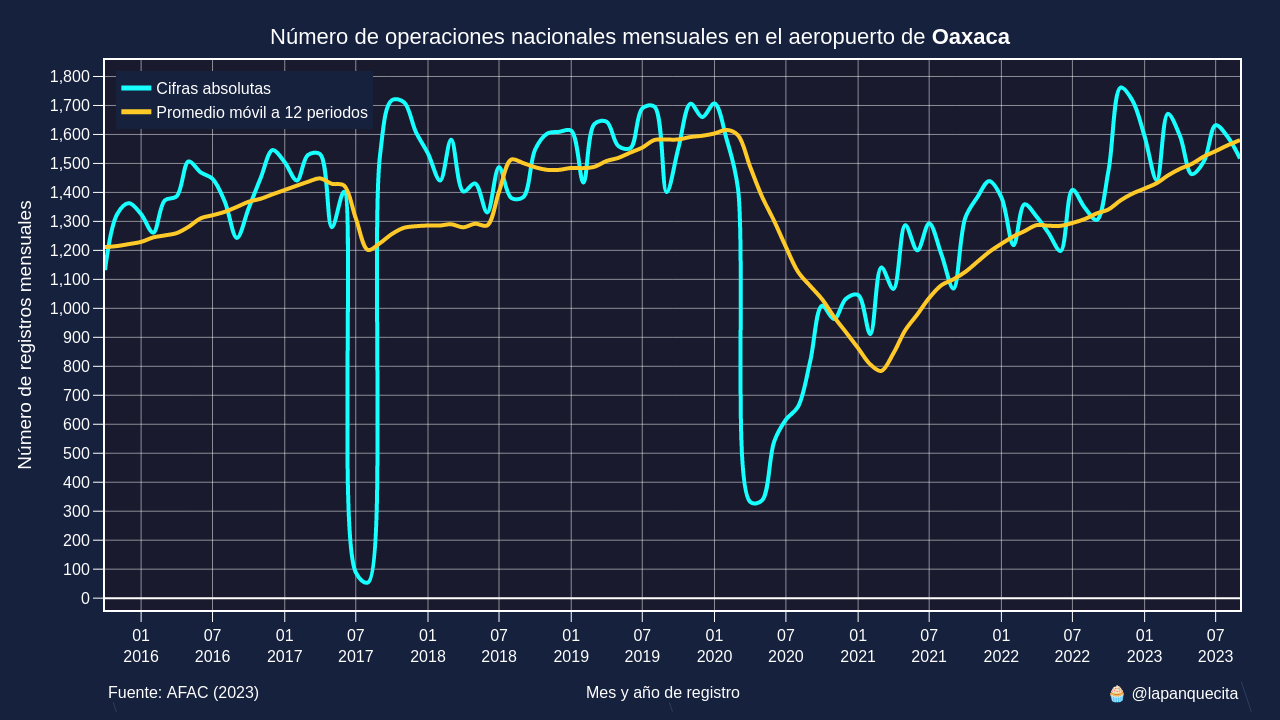 Número de operaciones nacionales mensuales en el aeropuerto de Oaxaca
Cifras absolutas
Promedio móvil a 12 periodos
Número de registros mensuales
1,800
1,700
1,600
1,500
1,400
1,300
1,200
1,100
1,000
900
800
700
600
500
400
300
200
100
0
01 07 01 07 01 07 01 07 01 07 01 07 01 07 01 07
2016 2016 2017 2017 2018 2018 2019 2019 2020 2020 2021 2021 2022 2022 2023 2023
Fuente: AFAC (2023)
Mes y año de registro
🧁 @lapanquecita